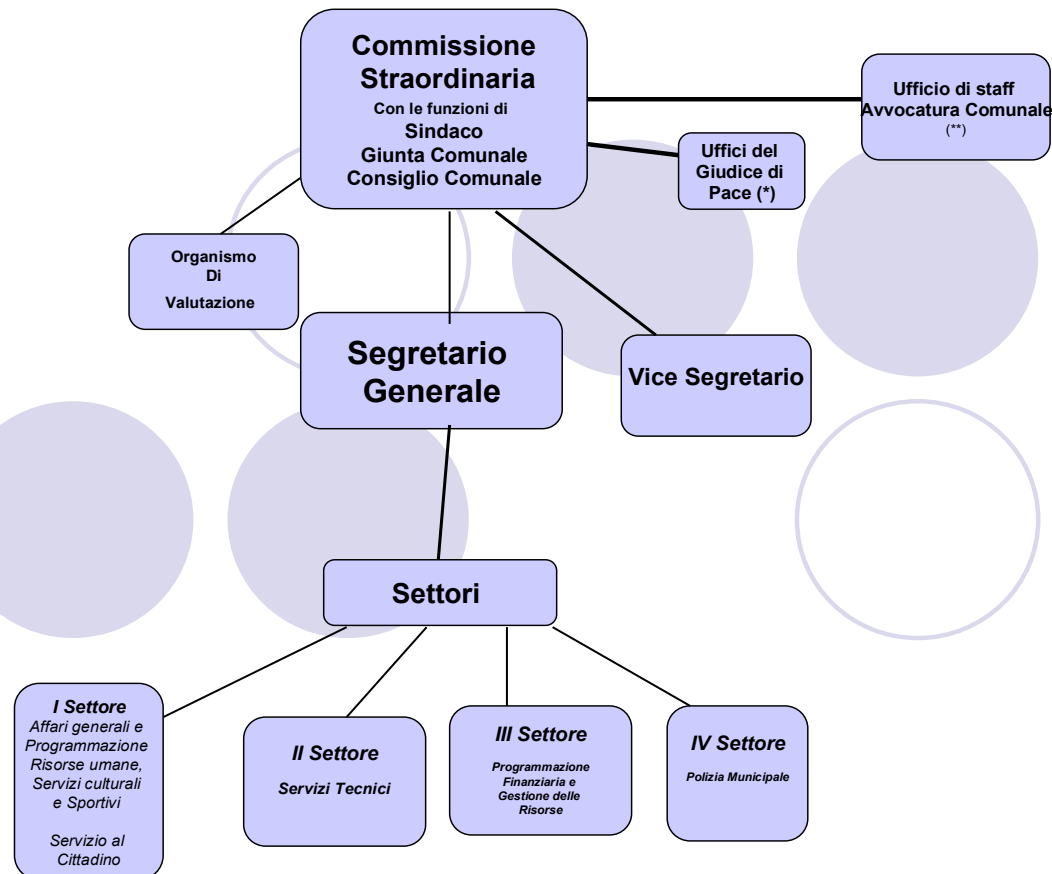 Commissione
Straordinaria
Con le funzioni di
Sindaco
Giunta Comunale
Consiglio Comunale
Ufficio di staff
Avvocatura Comunale
(**)
Uffici del
Giudice di
Pace (*)
Organismo
Di
Valutazione
Segretario
Generale
Vice Segretario
Settori
I Settore
Affari generali e
Programmazione
Risorse umane,
Servizi culturali
e Sportivi
Servizio al
Cittadino
II Settore
Servizi Tecnici
III Settore
Programmazione
Finanziaria e
Gestione delle
Risorse
IV Settore
Polizia Municipale